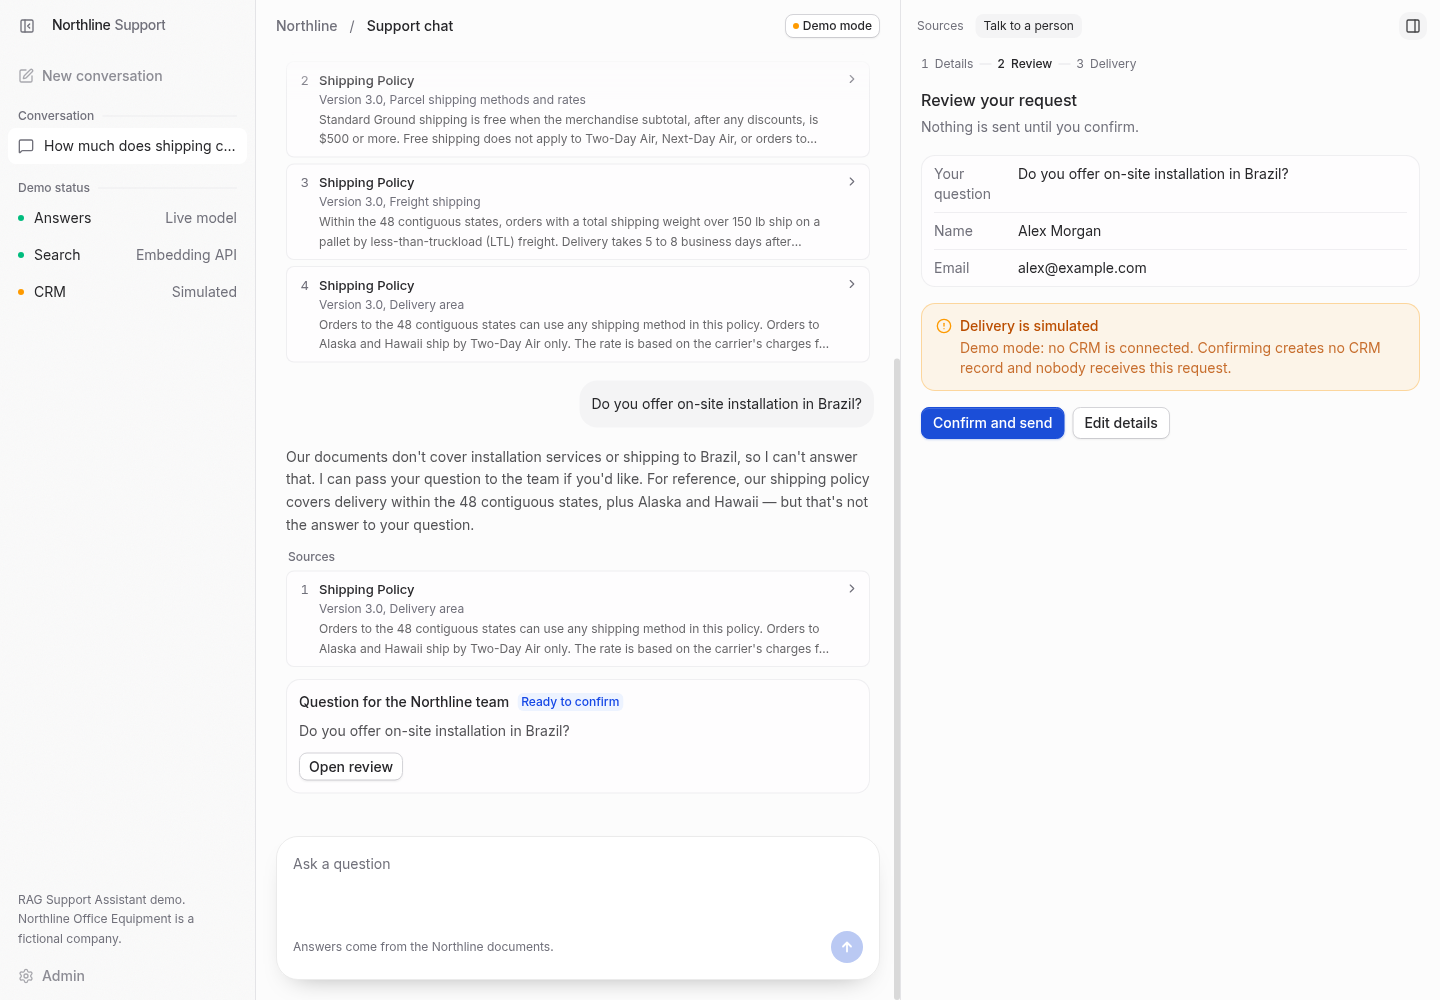 Northline Support
New conversation
Conversation
How much does shipping c...
Demo status
Answers Live model
Search Embedding API
CRM Simulated
RAG Support Assistant demo.
Northline Office Equipment is a
fictional company.
Admin
Northline / Support chat
Demo mode
2 Shipping Policy
Version 3.0, Parcel shipping methods and rates
Standard Ground shipping is free when the merchandise subtotal, after any discounts, is
$500 or more. Free shipping does not apply to Two-Day Air, Next-Day Air, or orders to...
3 Shipping Policy
Version 3.0, Freight shipping
Within the 48 contiguous states, orders with a total shipping weight over 150 lb ship on a
pallet by less-than-truckload (LTL) freight. Delivery takes 5 to 8 business days after...
4 Shipping Policy
Version 3.0, Delivery area
Orders to the 48 contiguous states can use any shipping method in this policy. Orders to
Alaska and Hawaii ship by Two-Day Air only. The rate is based on the carrier's charges f...
Do you offer on-site installation in Brazil?
Our documents don't cover installation services or shipping to Brazil, so I can't answer
that. I can pass your question to the team if you'd like. For reference, our shipping policy
covers delivery within the 48 contiguous states, plus Alaska and Hawaii — but that's not
the answer to your question.
Sources
1 Shipping Policy
Version 3.0, Delivery area
Orders to the 48 contiguous states can use any shipping method in this policy. Orders to
Alaska and Hawaii ship by Two-Day Air only. The rate is based on the carrier's charges f...
Question for the Northline team Ready to confirm
Do you offer on-site installation in Brazil?
Open review
Ask a question
Answers come from the Northline documents.
Sources Talk to a person
1 Details 2 Review 3 Delivery
Review your request
Nothing is sent until you confirm.
Your question Do you offer on-site installation in Brazil?
Name Alex Morgan
Email alex@example.com
Delivery is simulated
Demo mode: no CRM is connected. Confirming creates no CRM
record and nobody receives this request.
Confirm and send Edit details